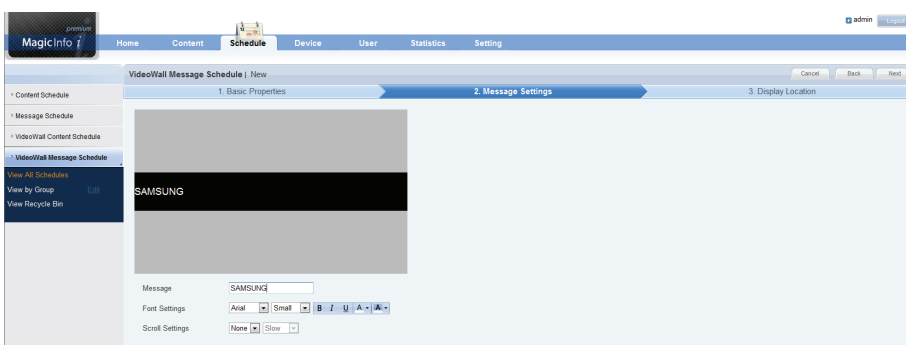 admin Logout
premium
MagicInfo i Home Content Schedule Device User Statistics Setting
VideoWall Message Schedule | New Cancel Back Next
1. Basic Properties 2. Message Settings 3. Display Location
Content Schedule
Message Schedule
VideoWall Content Schedule
VideoWall Message Schedule
View All Schedules
View by Group Edit
View Recycle Bin
SAMSUNG
Message SAMSUNG
Font Settings Arial Small B I U A A
Scroll Settings None Slow